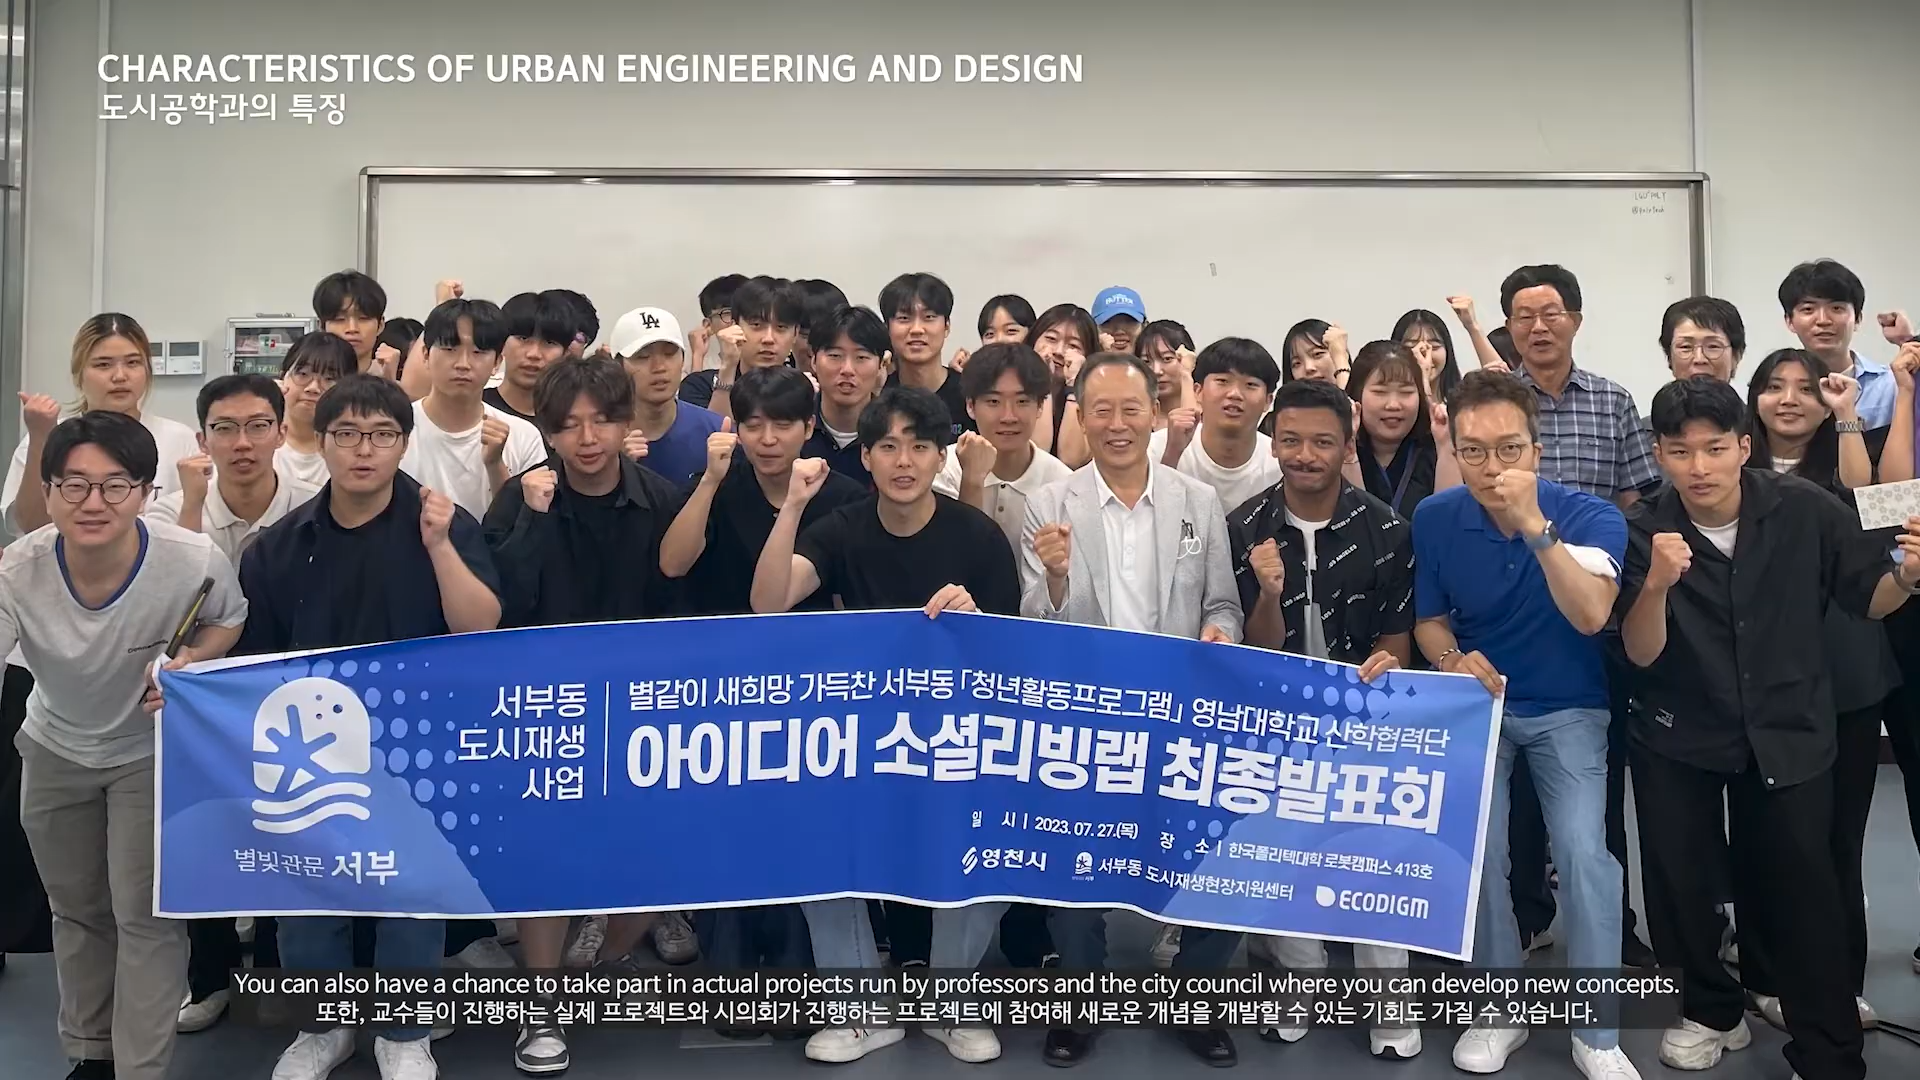 CHARACTERISTICS OF URBAN ENGINEERING AND DESIGN
도시공학과의 특징
LA
서부동
도시재생
사업
별같이 새희망 가득찬 서부동 「청년활동프로그램」 영남대학교 산학협력단
아이디어 소셜리빙랩 최종발표회
일 시 | 2023. 07. 27.(목) 장 소 | 한국폴리텍대학 로봇캠퍼스 413호
영천시 서부동 도시재생현장지원센터 ECODIGM
별빛관문 서부
You can also have a chance to take part in actual projects run by professors and the city council where you can develop new concepts.
또한, 교수들이 진행하는 실제 프로젝트와 시의회가 진행하는 프로젝트에 참여해 새로운 개념을 개발할 수 있는 기회도 가질 수 있습니다.